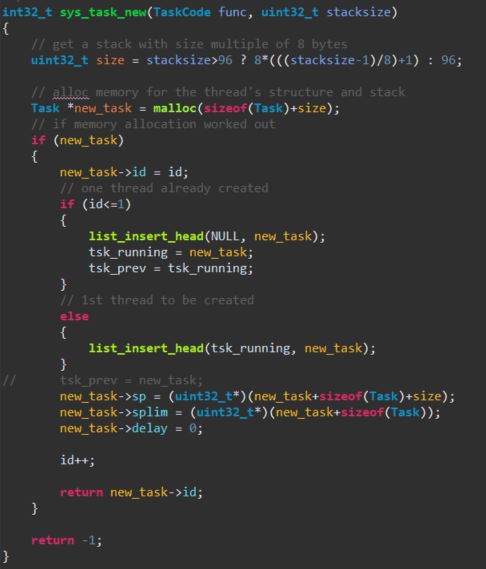 int32_t sys_task_new(TaskCode func, uint32_t stacksize)
{
    // get a stack with size multiple of 8 bytes
    uint32_t size = stacksize>96 ? 8*(((stacksize-1)/8)+1) : 96;

    // alloc memory for the thread's structure and stack
    Task *new_task = malloc(sizeof(Task)+size);
    // if memory allocation worked out
    if (new_task)
    {
        new_task->id = id;
        // one thread already created
        if (id<=1)
        {
            list_insert_head(NULL, new_task);
            tsk_running = new_task;
            tsk_prev = tsk_running;
        }
        // 1st thread to be created
        else
        {
            list_insert_head(tsk_running, new_task);
        }
//      tsk_prev = new_task;
        new_task->sp = (uint32_t*)(new_task+sizeof(Task)+size);
        new_task->splim = (uint32_t*)(new_task+sizeof(Task));
        new_task->delay = 0;

        id++;

        return new_task->id;
    }

    return -1;
}